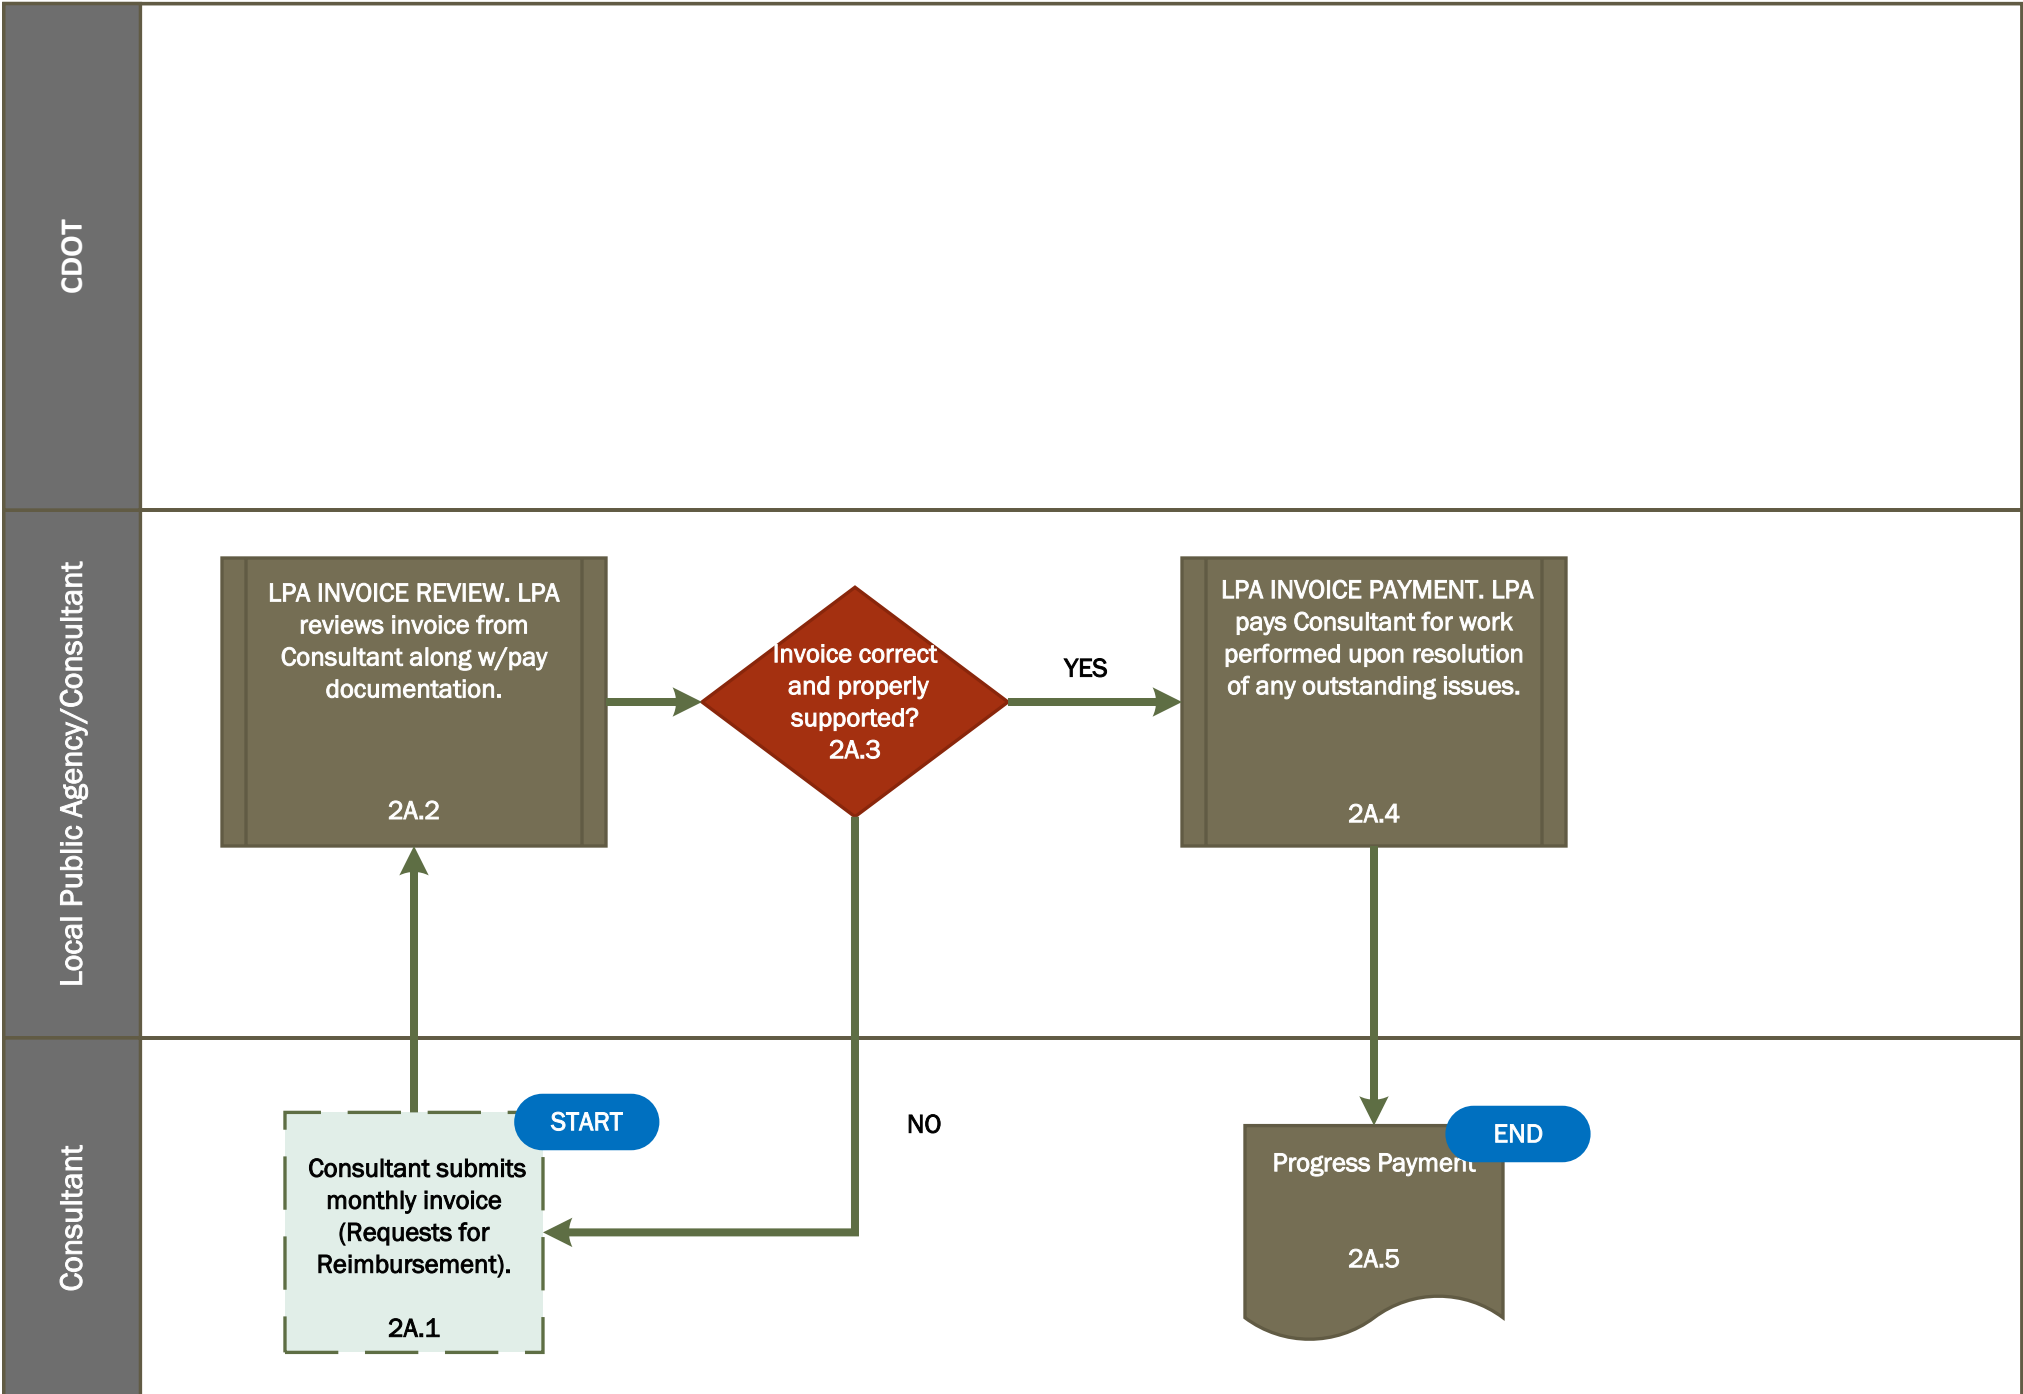 CDOT
Local Public Agency/Consultant
LPA INVOICE REVIEW. LPA
reviews invoice from
Consultant along w/pay
documentation.
2A.2
Invoice correct
and properly
supported?
2A.3
YES
LPA INVOICE PAYMENT. LPA
pays Consultant for work
performed upon resolution
of any outstanding issues.
2A.4
Consultant
START
Consultant submits
monthly invoice
(Requests for
Reimbursement).
2A.1
NO
END
Progress Payment
2A.5